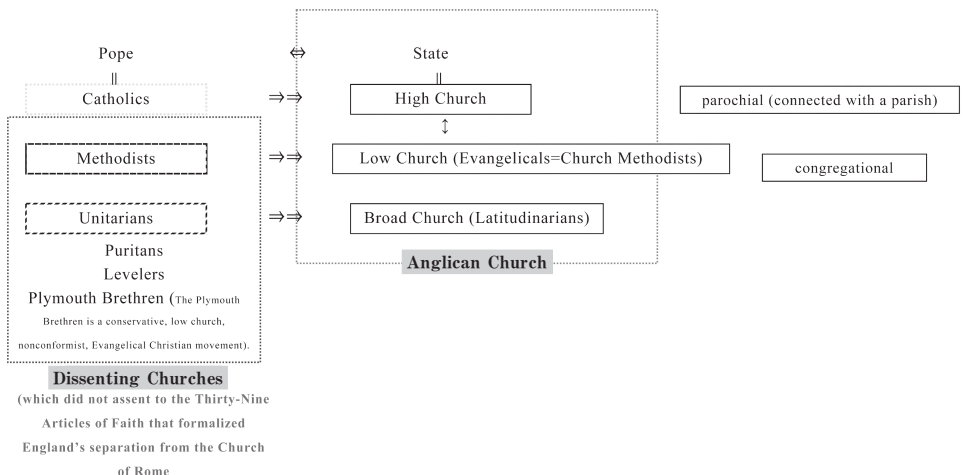 Pope
⇔
State
||
||
Catholics
⇒⇒
High Church
parochial (connected with a parish)
↕
Methodists
⇒⇒
Low Church (Evangelicals=Church Methodists)
congregational
Unitarians
⇒⇒
Broad Church (Latitudinarians)
Puritans
Anglican Church
Levelers
Plymouth Brethren (The Plymouth
Brethren is a conservative, low church,
nonconformist, Evangelical Christian movement).
Dissenting Churches
(which did not assent to the Thirty-Nine
Articles of Faith that formalized
England's separation from the Church
of Rome